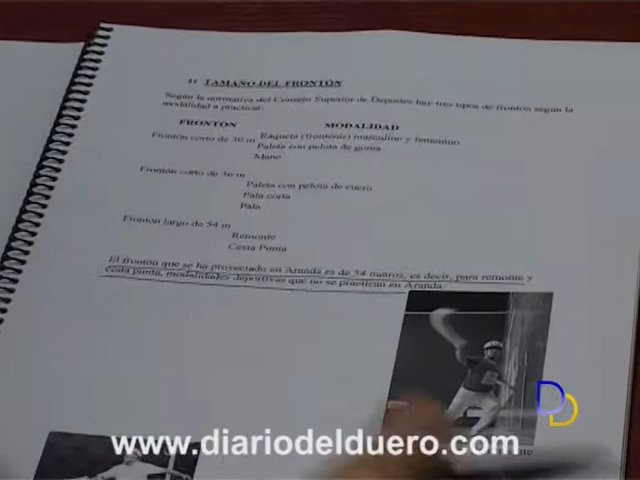 1) TAMAÑO DEL FRONTÓN
Según la normativa del Consejo Superior de Deportes hay tres tipos de frontón según la
modalidad a practicar:
FRONTÓN MODALIDAD
Frontón corto de 30 m Raqueta (frontenis) masculino y femenino
Paleta con pelota de goma
Mano
Frontón corto de 36 m
Paleta con pelota de cuero
Pala corta
Pala
Frontón largo de 54 m
Remonte
Cesta Punta
El frontón que se ha proyectado en Aranda es de 54 metros, es decir, para remonte y
cesta punta, modalidades deportivas que no se practican en Aranda.
DD
www.diariodelduero.com